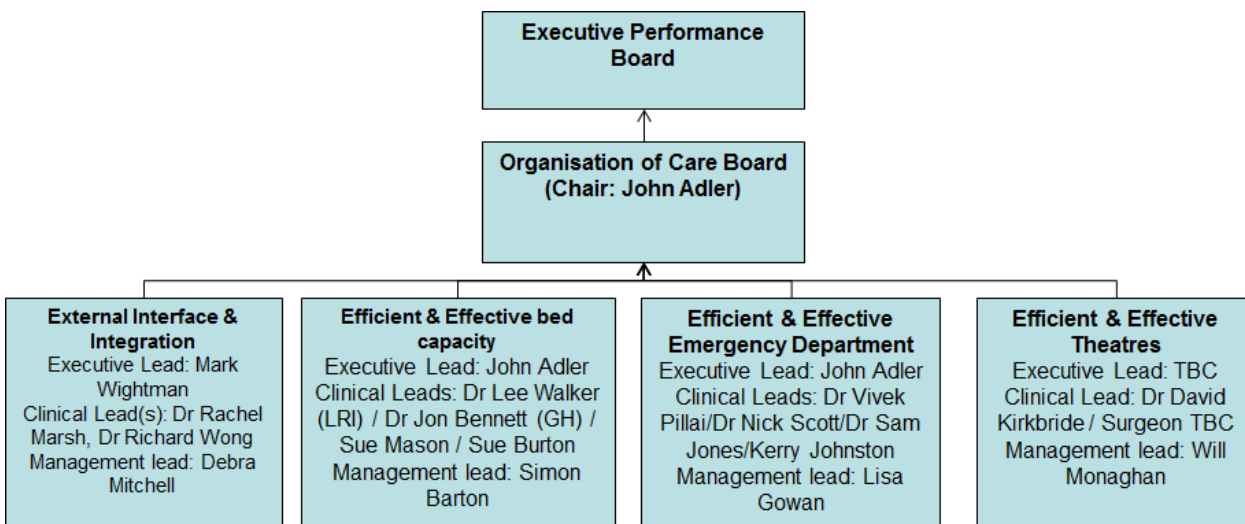 Executive Performance
Board
Organisation of Care Board
(Chair: John Adler)
External Interface &
Integration
Executive Lead: Mark
Wightman
Clinical Lead(s): Dr Rachel
Marsh, Dr Richard Wong
Management lead: Debra
Mitchell
Efficient & Effective bed
capacity
Executive Lead: John Adler
Clinical Leads: Dr Lee Walker
(LRI) / Dr Jon Bennett (GH) /
Sue Mason / Sue Burton
Management lead: Simon
Barton
Efficient & Effective
Emergency Department
Executive Lead: John Adler
Clinical Leads: Dr Vivek
Pillai/Dr Nick Scott/Dr Sam
Jones/Kerry Johnston
Management lead: Lisa
Gowan
Efficient & Effective
Theatres
Executive Lead: TBC
Clinical Lead: Dr David
Kirkbride / Surgeon TBC
Management lead: Will
Monaghan